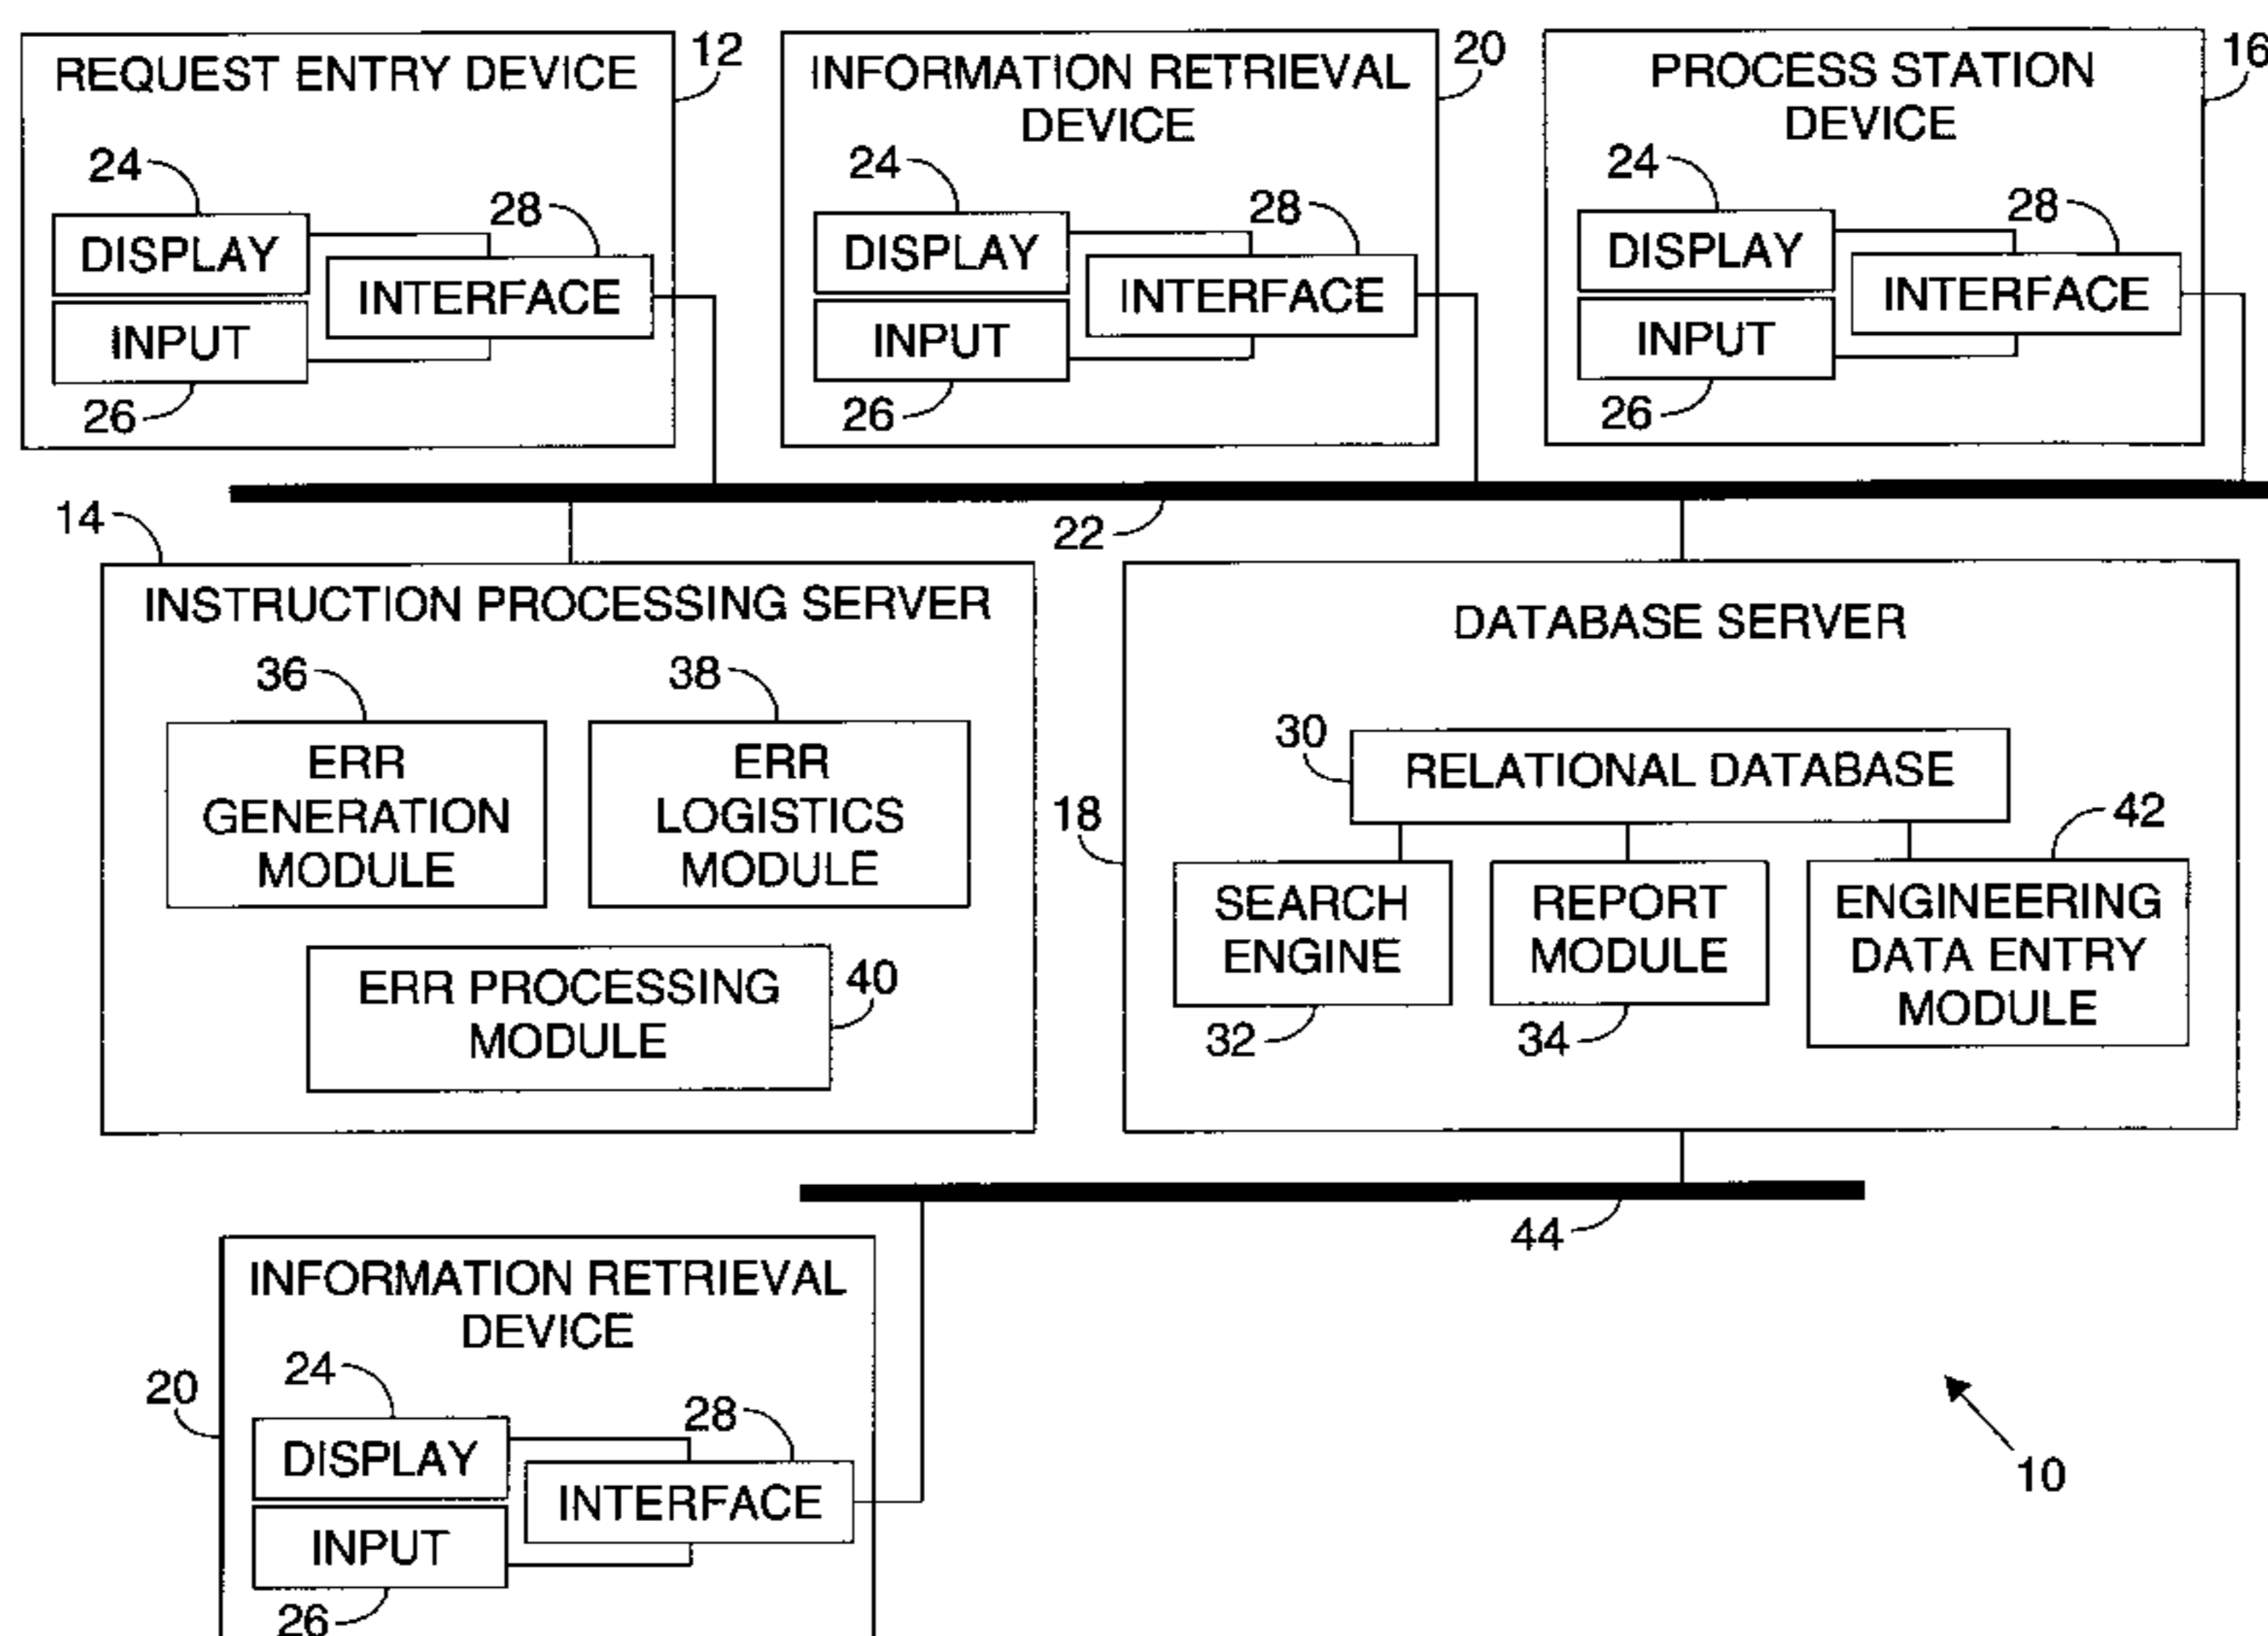 REQUEST ENTRY DEVICE
12
24
28
DISPLAY
INTERFACE
INPUT
26
INFORMATION RETRIEVAL
DEVICE
20
24
28
DISPLAY
INTERFACE
INPUT
26
PROCESS STATION
DEVICE
16
24
28
DISPLAY
INTERFACE
INPUT
26
22
14
INSTRUCTION PROCESSING SERVER
36
ERR
GENERATION
MODULE
38
ERR
LOGISTICS
MODULE
ERR PROCESSING
MODULE
40
18
DATABASE SERVER
30
RELATIONAL DATABASE
42
SEARCH
ENGINE
32
REPORT
MODULE
34
ENGINEERING
DATA ENTRY
MODULE
44
INFORMATION RETRIEVAL
DEVICE
20
24
28
DISPLAY
INTERFACE
INPUT
26
10